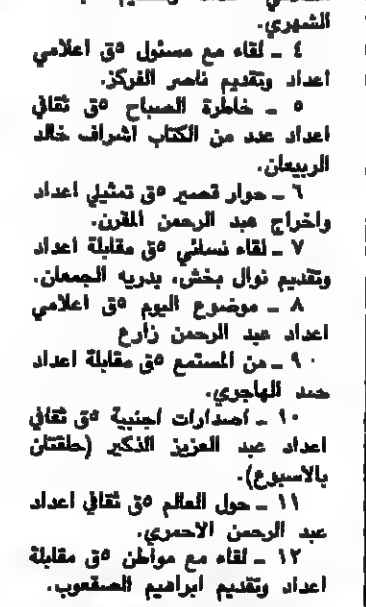 الشهري.
٤ ـ لقاء مع مسئول ٥ق اعلامي
اعداد وتقديم ناصر الفركز.
٥ ـ خاطرة الصباح ٥ق ثقافي
اعداد عدد من الكتاب اشراف خالد
الربيعان.
٦ ـ حوار قصير ٥ق تمثيلي اعداد
واخراج عبد الرحمن المقرن.
٧ ـ لقاء نسائي ٥ق مقابلة اعداد
وتقديم نوال بخش، بدريه الجمعان.
٨ ـ موضوع اليوم ٥ق اعلامي
اعداد عبد الرحمن زارع
٩ ـ من المستمع ٥ق مقابلة اعداد
حمد الهاجري.
١٠ ـ اصدارات اجنبية ٥ق ثقافي
اعداد عبد العزيز الذكير (حلقتان
بالاسبوع).
١١ ـ حول العالم ٥ق ثقافي اعداد
عبد الرحمن الاحمري.
١٢ ـ لقاء مع مواطن ٥ق مقابلة
اعداد وتقديم ابراهيم الصقعوب.